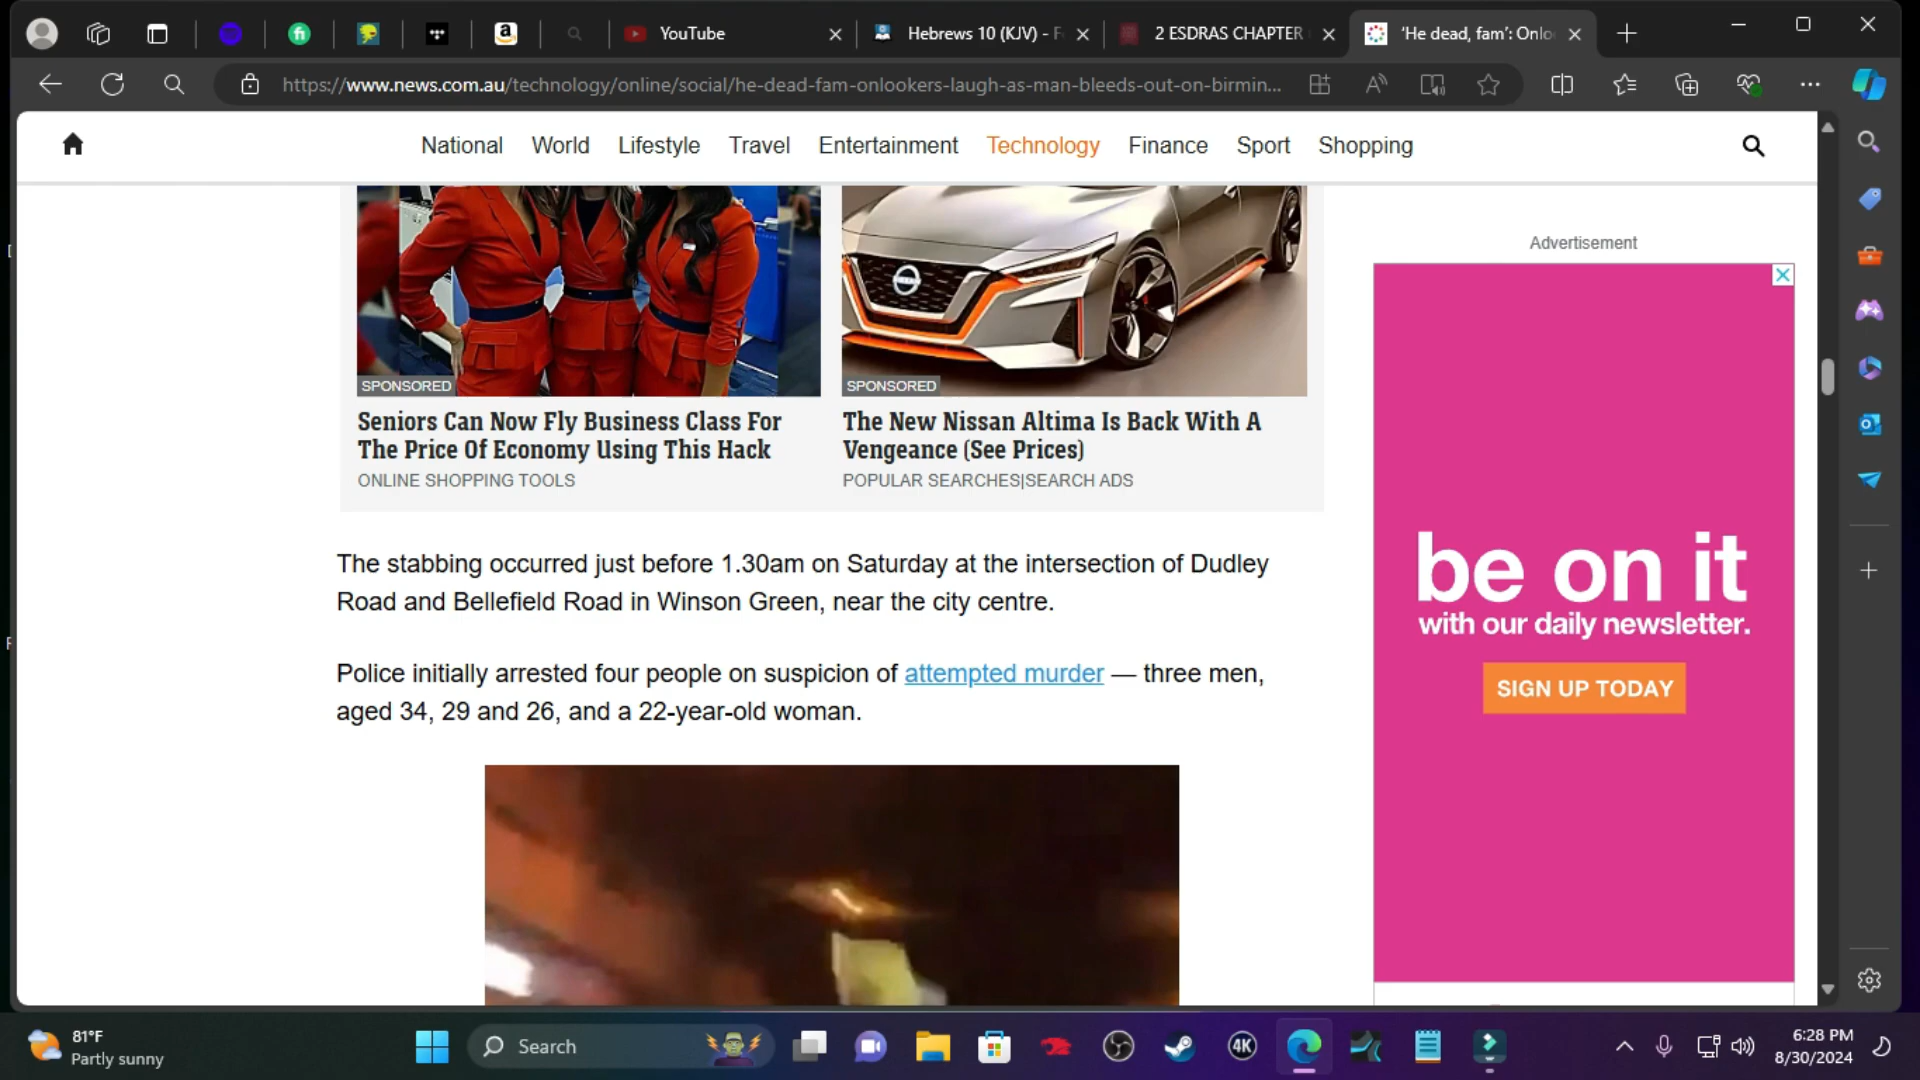 YouTube
Hebrews 10 (KJV) - F
2 ESDRAS CHAPTER
'He dead, fam': Onlo
https://www.news.com.au/technology/online/social/he-dead-fam-onlookers-laugh-as-man-bleeds-out-on-birmin...
National World Lifestyle Travel Entertainment Technology Finance Sport Shopping
Advertisement
SPONSORED
Seniors Can Now Fly Business Class For
The Price Of Economy Using This Hack
ONLINE SHOPPING TOOLS
SPONSORED
The New Nissan Altima Is Back With A
Vengeance (See Prices)
POPULAR SEARCHES|SEARCH ADS
The stabbing occurred just before 1.30am on Saturday at the intersection of Dudley
Road and Bellefield Road in Winson Green, near the city centre.
Police initially arrested four people on suspicion of attempted murder — three men,
aged 34, 29 and 26, and a 22-year-old woman.
be on it
with our daily newsletter.
SIGN UP TODAY
81°F
Partly sunny
Search
4K
6:28 PM
8/30/2024